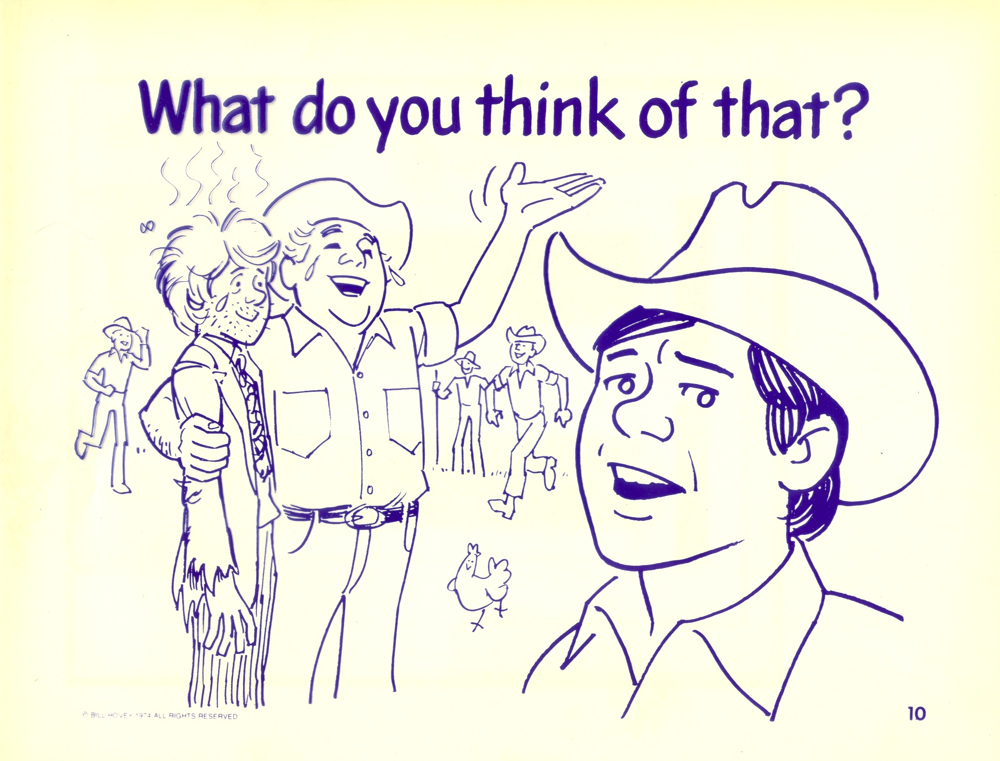 What do you think of that?
© BILL HOVEY 1974 ALL RIGHTS RESERVED
10